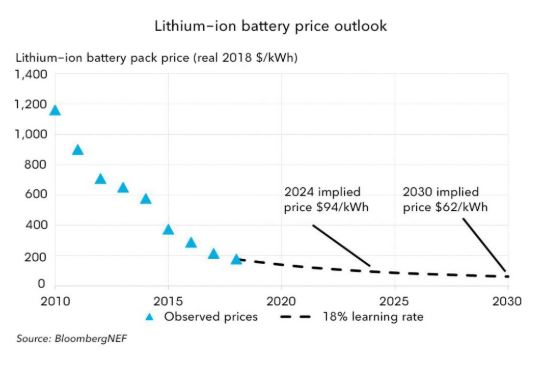 Lithium-ion battery price outlook
Lithium-ion battery pack price (real 2018 $/kWh)
1,400
1,200
1,000
800
600
400
200
0
2024 implied
price $94/kWh
2030 implied
price $62/kWh
2010 2015 2020 2025 2030
Observed prices 18% learning rate
Source: BloombergNEF